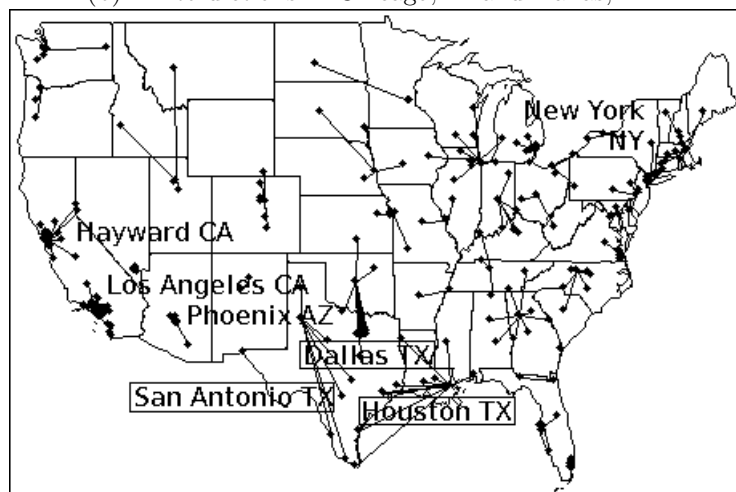 New York
NY
Hayward CA
Los Angeles CA
Phoenix AZ
Dallas TX
San Antonio TX
Houston TX